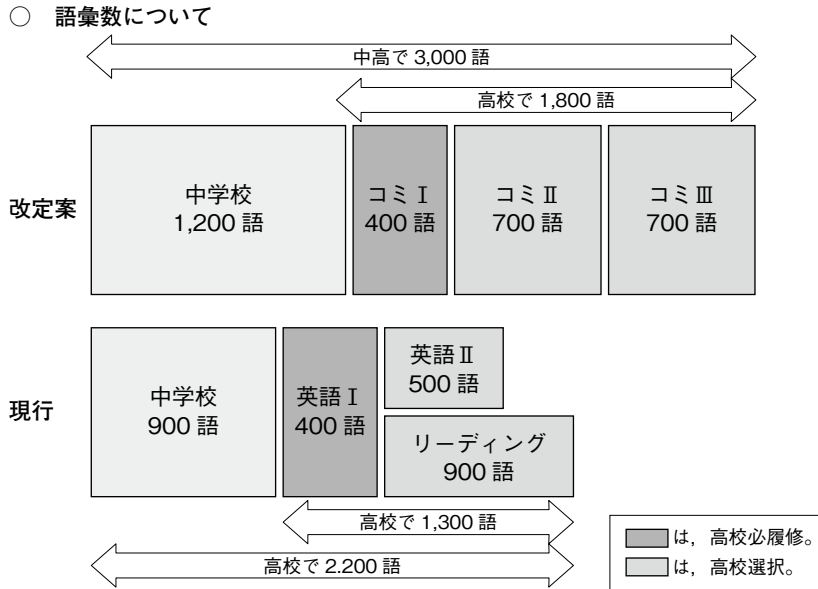 ○ 語彙数について
中高で 3,000 語
高校で 1,800 語
改定案
中学校
1,200 語
コミⅠ
400 語
コミⅡ
700 語
コミⅢ
700 語
現行
中学校
900 語
英語Ⅰ
400 語
英語Ⅱ
500 語
リーディング
900 語
高校で 1,300 語
高校で 2.200 語
は，高校必履修。
は，高校選択。